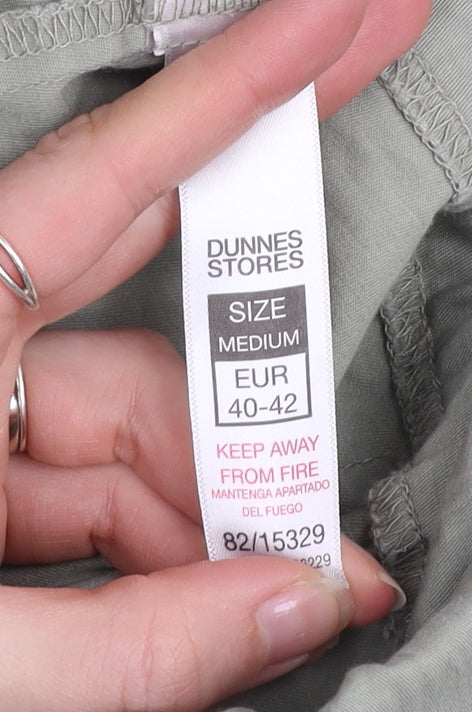 DUNNES
STORES
SIZE
MEDIUM
EUR
40-42
KEEP AWAY
FROM FIRE
MANTENGA APARTADO
DEL FUEGO
82/15329